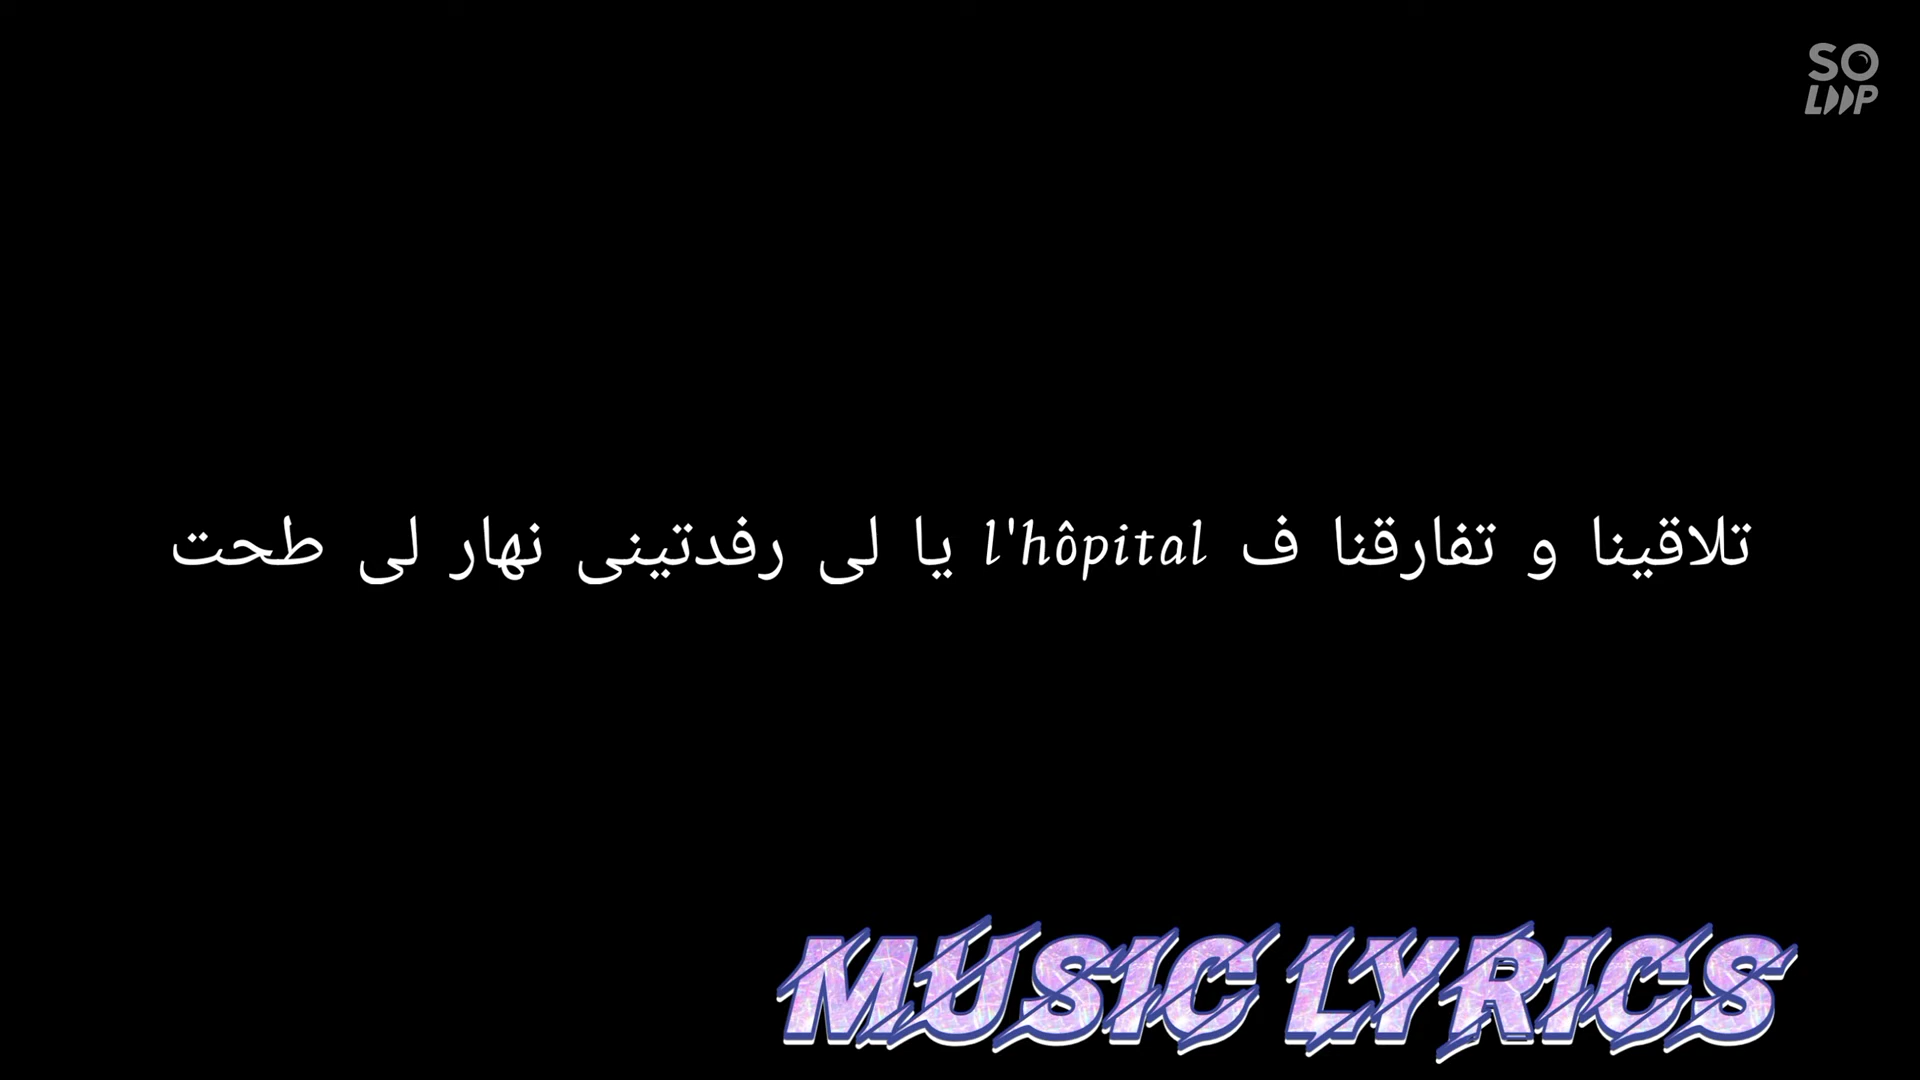 SO
LOOP
تلاقينا و تفارقنا ف l'hôpital يا لى رفدتينى نهار لى طحت
MUSIC LYRICS